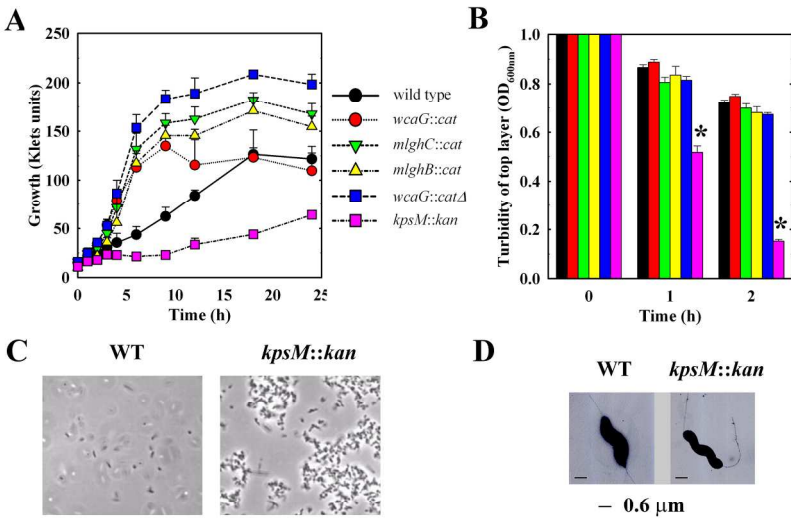 A
Growth (Klets units)
250
200
150
100
50
0
0 5 10 15 20 25
Time (h)
wild type
wcaG::cat
mlghC::cat
mlghB::cat
wcaG::catΔ
kpsM::kan
B
Turbidity of top layer (OD600nm)
1.0
0.8
0.6
0.4
0.2
0.0
*
*
0 1 2
Time (h)
C
WT kpsM::kan
D
WT kpsM::kan
0.6 μm